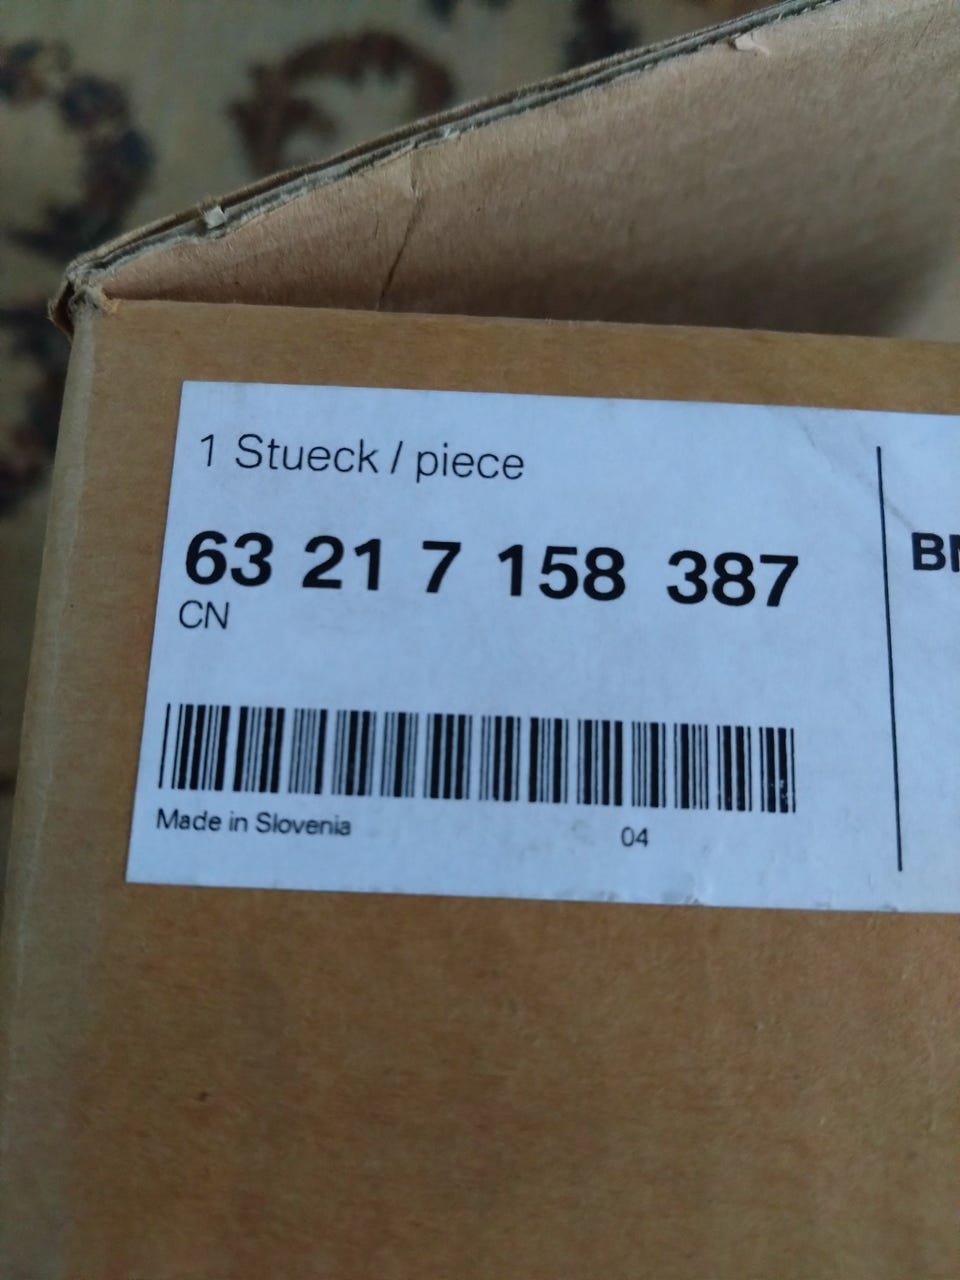 1 Stueck / piece
63 21 7 158 387
CN
Made in Slovenia
04